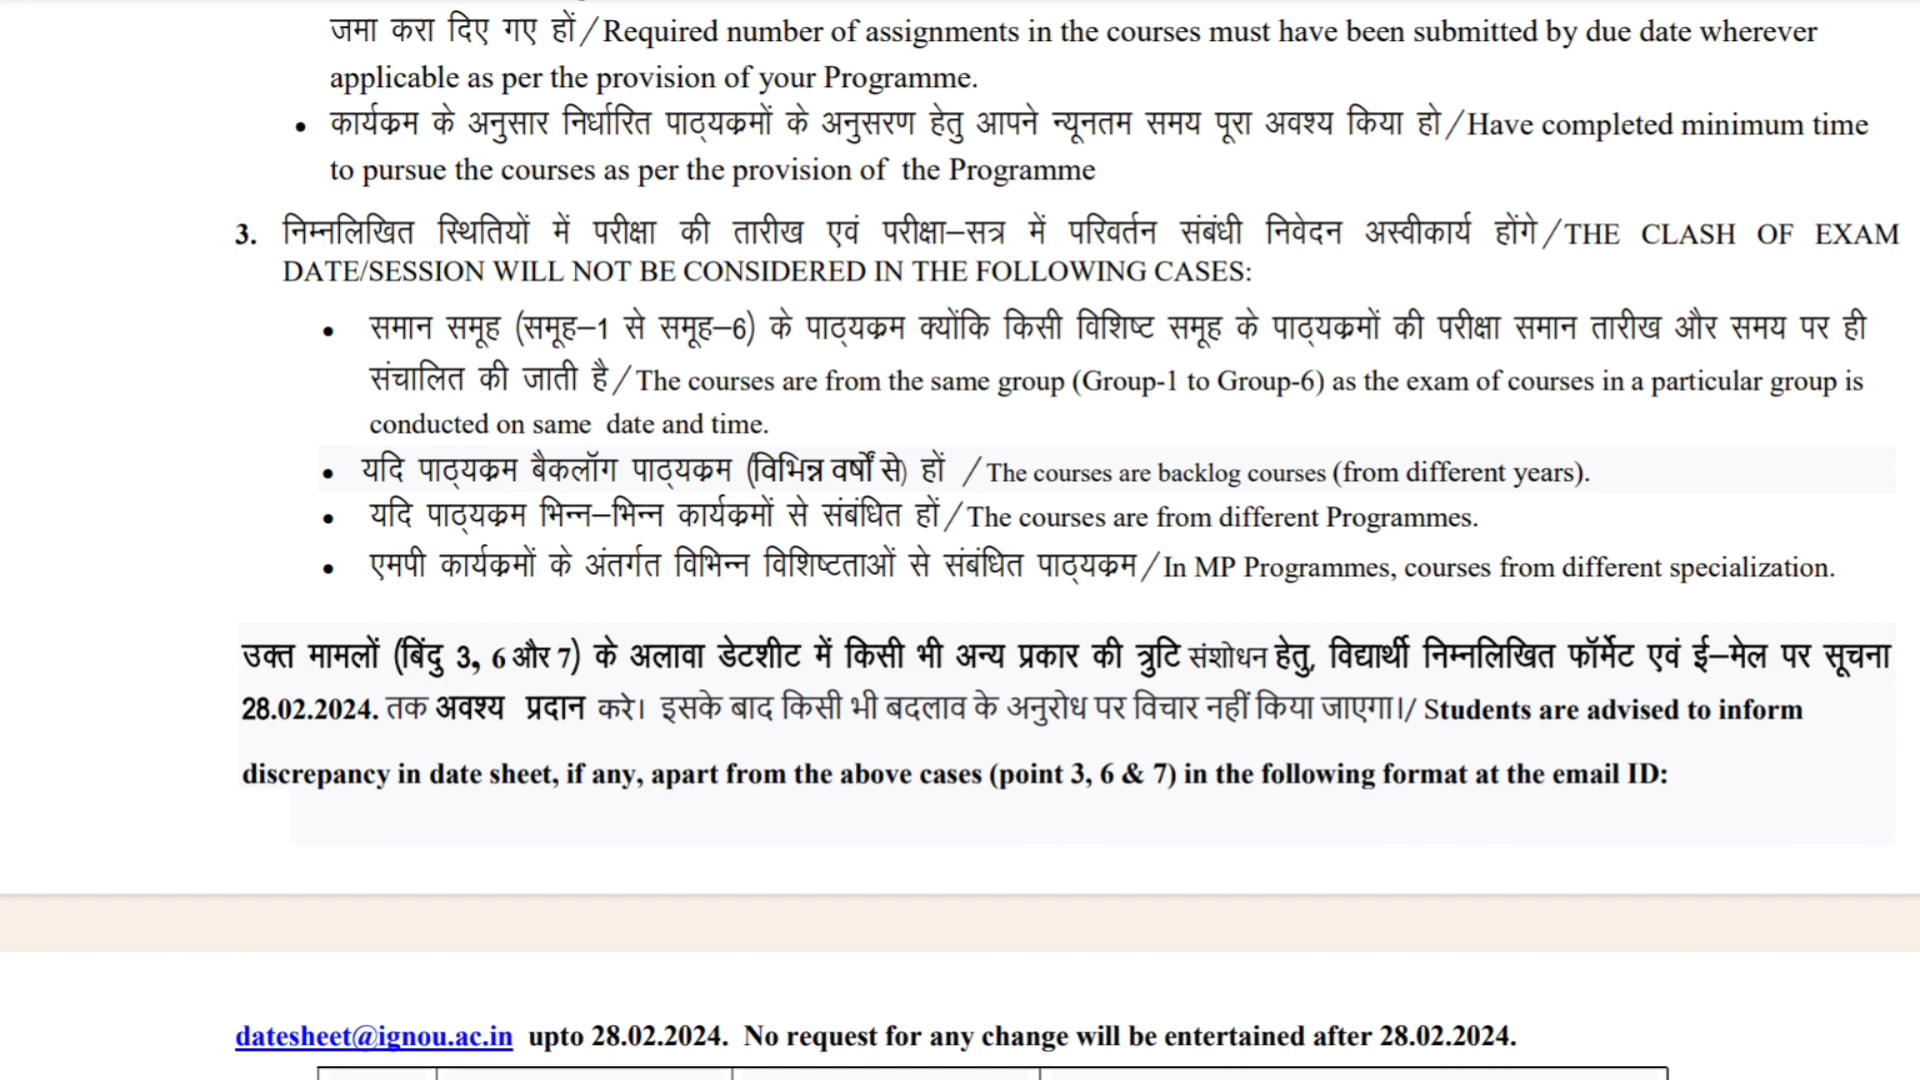 जमा करा दिए गए हों/Required number of assignments in the courses must have been submitted by due date wherever
applicable as per the provision of your Programme.
• कार्यक्रम के अनुसार निर्धारित पाठ्यक्रमों के अनुसरण हेतु आपने न्यूनतम समय पूरा अवश्य किया हो/Have completed minimum time
to pursue the courses as per the provision of the Programme
3. निम्नलिखित स्थितियों में परीक्षा की तारीख एवं परीक्षा–सत्र में परिवर्तन संबंधी निवेदन अस्वीकार्य होंगे/THE CLASH OF EXAM
DATE/SESSION WILL NOT BE CONSIDERED IN THE FOLLOWING CASES:
• समान समूह (समूह–1 से समूह–6) के पाठ्यक्रम क्योंकि किसी विशिष्ट समूह के पाठ्यक्रमों की परीक्षा समान तारीख और समय पर ही
संचालित की जाती है/The courses are from the same group (Group-1 to Group-6) as the exam of courses in a particular group is
conducted on same date and time.
• यदि पाठ्यक्रम बैकलॉग पाठ्यक्रम (विभिन्न वर्षों से) हों /The courses are backlog courses (from different years).
• यदि पाठ्यक्रम भिन्न–भिन्न कार्यक्रमों से संबंधित हों/The courses are from different Programmes.
• एमपी कार्यक्रमों के अंतर्गत विभिन्न विशिष्टताओं से संबंधित पाठ्यक्रम/In MP Programmes, courses from different specialization.
उक्त मामलों (बिंदु 3, 6 और 7) के अलावा डेटशीट में किसी भी अन्य प्रकार की त्रुटि संशोधन हेतु, विद्यार्थी निम्नलिखित फॉर्मेट एवं ई–मेल पर सूचना
28.02.2024. तक अवश्य प्रदान करे। इसके बाद किसी भी बदलाव के अनुरोध पर विचार नहीं किया जाएगा।/ Students are advised to inform
discrepancy in date sheet, if any, apart from the above cases (point 3, 6 & 7) in the following format at the email ID:
datesheet@ignou.ac.in upto 28.02.2024. No request for any change will be entertained after 28.02.2024.